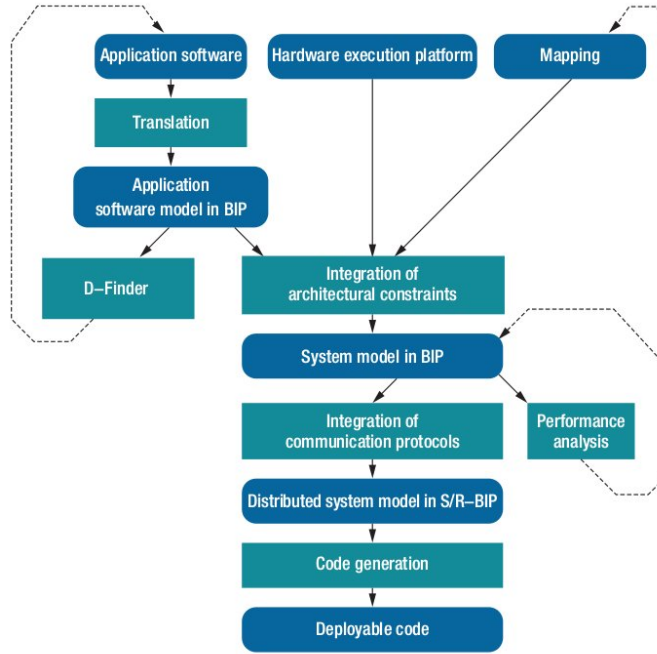 Application software
Hardware execution platform
Mapping
Translation
Application
software model in BIP
D–Finder
Integration of
architectural constraints
System model in BIP
Integration of
communication protocols
Performance
analysis
Distributed system model in S/R–BIP
Code generation
Deployable code